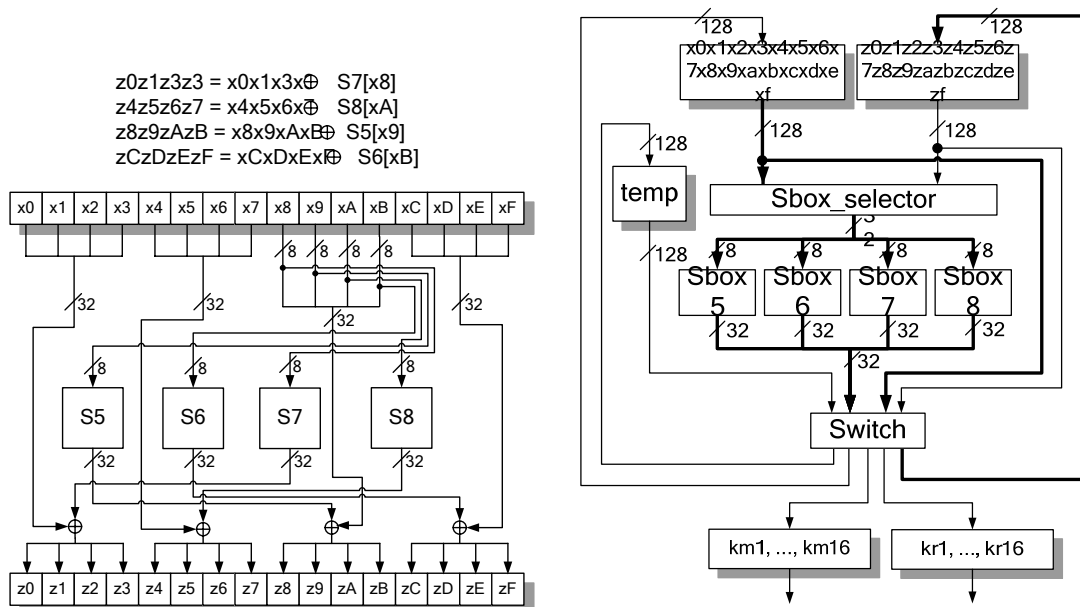 z0z1z3z3 = x0x1x3x⊕ S7[x8]
z4z5z6z7 = x4x5x6x⊕ S8[xA]
z8z9zAzB = x8x9xAxB⊕ S5[x9]
zCzDzEzF = xCxDxExF⊕ S6[xB]
x0 x1 x2 x3 x4 x5 x6 x7 x8 x9 xA xB xC xD xE xF
8 8 8 8
32 32 32 32
8 8 8 8
S5 S6 S7 S8
32 32 32 32
z0 z1 z2 z3 z4 z5 z6 z7 z8 z9 zA zB zC zD zE zF
128 128
x0x1x2x3x4x5x6x
7x8x9xaxbxcxdxe
xf
z0z1z2z3z4z5z6z
7z8z9zazbzczdze
zf
128 128
128
temp
128
Sbox_selector
3
2
8 8 8 8
Sbox
5
Sbox
6
Sbox
7
Sbox
8
32 32 32 32
32
Switch
km1, ..., km16
kr1, ..., kr16